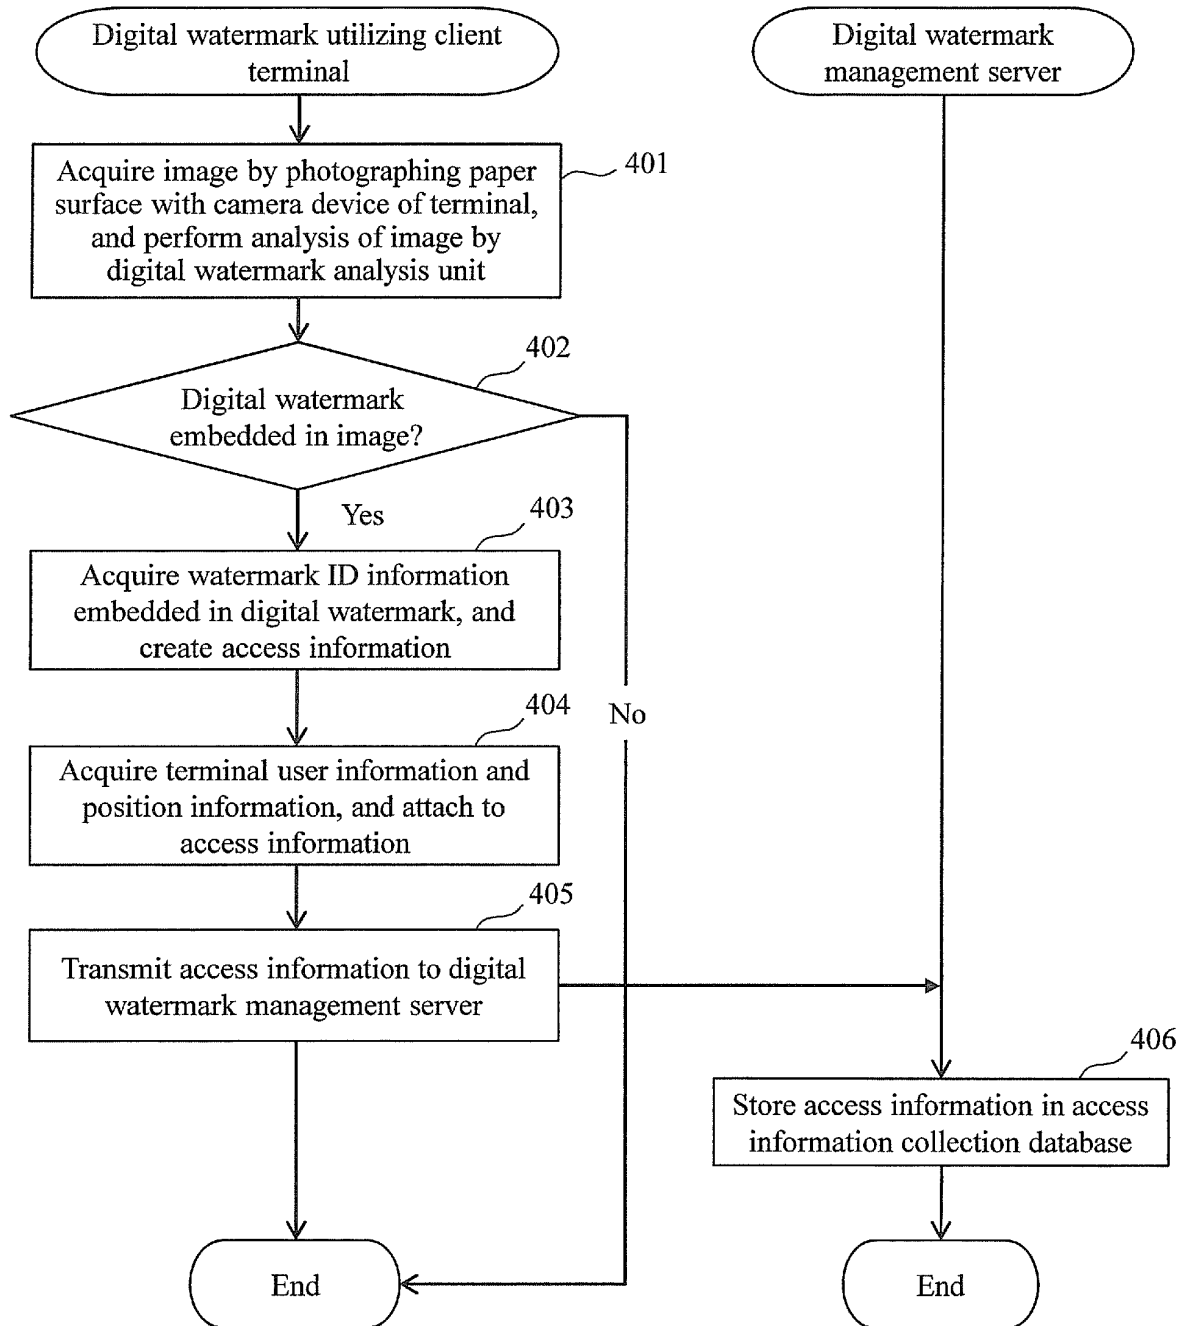 Digital watermark utilizing client
terminal
Digital watermark
management server
401
Acquire image by photographing paper
surface with camera device of terminal,
and perform analysis of image by
digital watermark analysis unit
402
Digital watermark
embedded in image?
Yes
403
Acquire watermark ID information
embedded in digital watermark, and
create access information
No
404
Acquire terminal user information and
position information, and attach to
access information
405
Transmit access information to digital
watermark management server
406
Store access information in access
information collection database
End
End